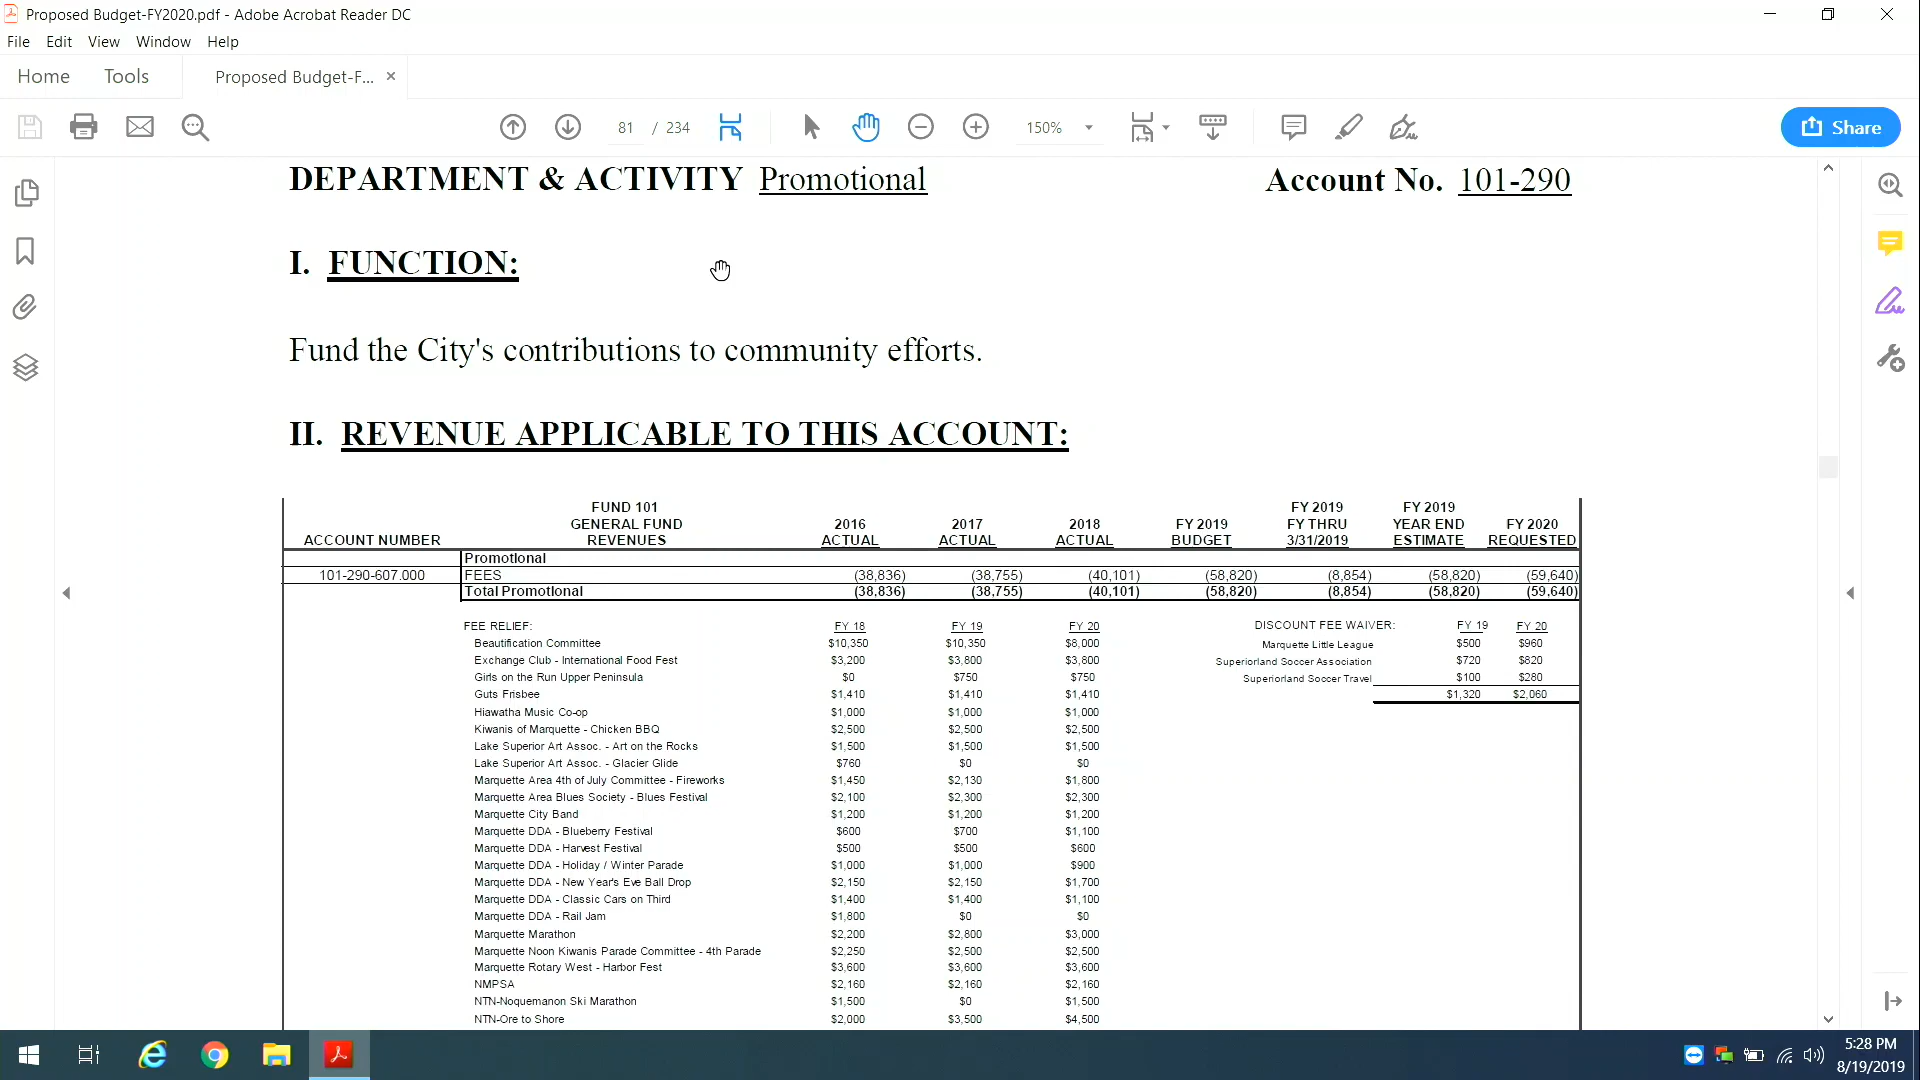 Proposed Budget-FY2020.pdf - Adobe Acrobat Reader DC
File Edit View Window Help
Home Tools Proposed Budget-F... ×
81 / 234 150% Share
DEPARTMENT & ACTIVITY Promotional Account No. 101-290
I. FUNCTION:
Fund the City's contributions to community efforts.
II. REVENUE APPLICABLE TO THIS ACCOUNT:
FUND 101 FY 2019 FY 2019
GENERAL FUND 2016 2017 2018 FY 2019 FY THRU YEAR END FY 2020
ACCOUNT NUMBER REVENUES ACTUAL ACTUAL ACTUAL BUDGET 3/31/2019 ESTIMATE REQUESTED
Promotional
101-290-607.000 FEES (38,836) (38,755) (40,101) (58,820) (8,854) (58,820) (59,640)
Total Promotional (38,836) (38,755) (40,101) (58,820) (8,854) (58,820) (59,640)
FEE RELIEF: FY 18 FY 19 FY 20 DISCOUNT FEE WAIVER: FY 19 FY 20
Beautification Committee $10,350 $10,350 $8,000 Marquette Little League $500 $960
Exchange Club - International Food Fest $3,200 $3,800 $3,800 Superiorland Soccer Association $720 $820
Girls on the Run Upper Peninsula $0 $750 $750 Superiorland Soccer Travel $100 $280
Guts Frisbee $1,410 $1,410 $1,410 $1,320 $2,060
Hiawatha Music Co-op $1,000 $1,000 $1,000
Kiwanis of Marquette - Chicken BBQ $2,500 $2,500 $2,500
Lake Superior Art Assoc. - Art on the Rocks $1,500 $1,500 $1,500
Lake Superior Art Assoc. - Glacier Glide $760 $0 $0
Marquette Area 4th of July Committee - Fireworks $1,450 $2,130 $1,800
Marquette Area Blues Society - Blues Festival $2,100 $2,300 $2,300
Marquette City Band $1,200 $1,200 $1,200
Marquette DDA - Blueberry Festival $600 $700 $1,100
Marquette DDA - Harvest Festival $500 $500 $600
Marquette DDA - Holiday / Winter Parade $1,000 $1,000 $900
Marquette DDA - New Year's Eve Ball Drop $2,150 $2,150 $1,700
Marquette DDA - Classic Cars on Third $1,400 $1,400 $1,100
Marquette DDA - Rail Jam $1,800 $0 $0
Marquette Marathon $2,200 $2,800 $3,000
Marquette Noon Kiwanis Parade Committee - 4th Parade $2,250 $2,500 $2,500
Marquette Rotary West - Harbor Fest $3,600 $3,600 $3,600
NMPSA $2,160 $2,160 $2,160
NTN-Noquemanon Ski Marathon $1,500 $0 $1,500
NTN-Ore to Shore $2,000 $3,500 $4,500
5:28 PM
8/19/2019